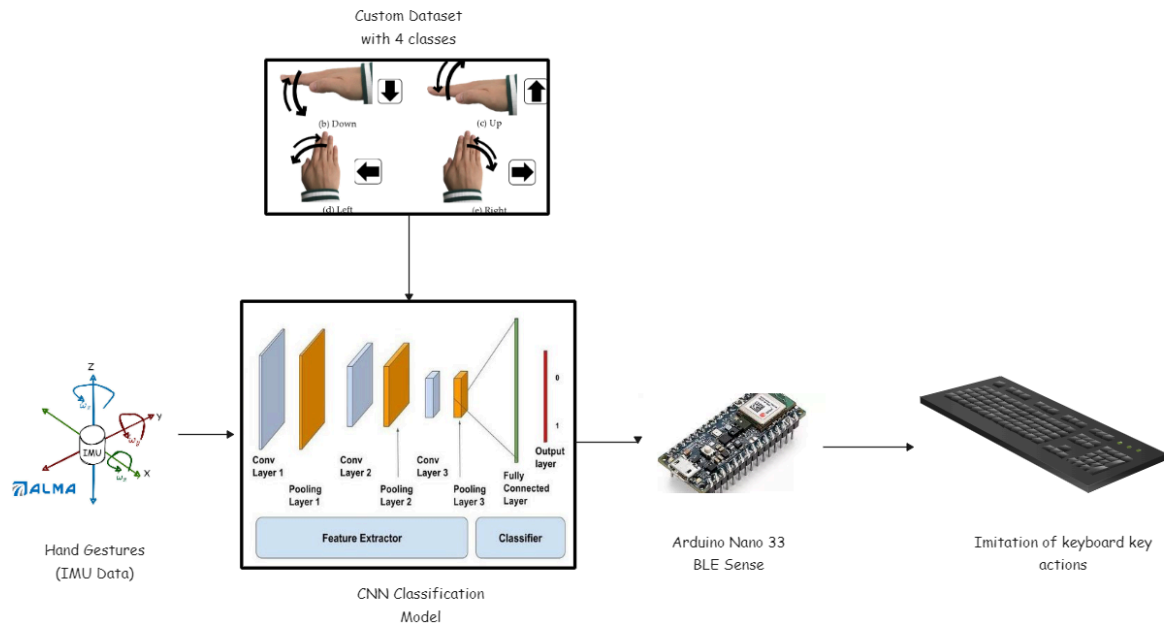 Custom Dataset
with 4 classes
(b) Down
(c) Up
(d) Left
(e) Right
Z
y
X
IMU
ALMA
Hand Gestures
(IMU Data)
Conv
Layer 1
Pooling
Layer 1
Conv
Layer 2
Pooling
Layer 2
Conv
Layer 3
Pooling
Layer 3
Fully
Connected
Layer
Output
layer
0
1
Feature Extractor
Classifier
CNN Classification
Model
Arduino Nano 33
BLE Sense
Imitation of keyboard key
actions